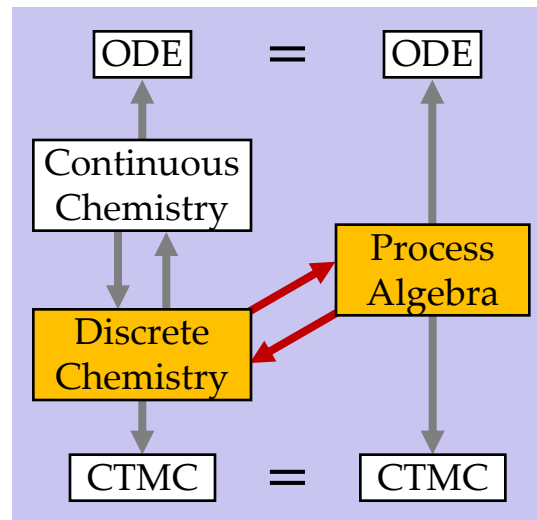 ODE = ODE
Continuous
Chemistry
Process
Algebra
Discrete
Chemistry
CTMC = CTMC